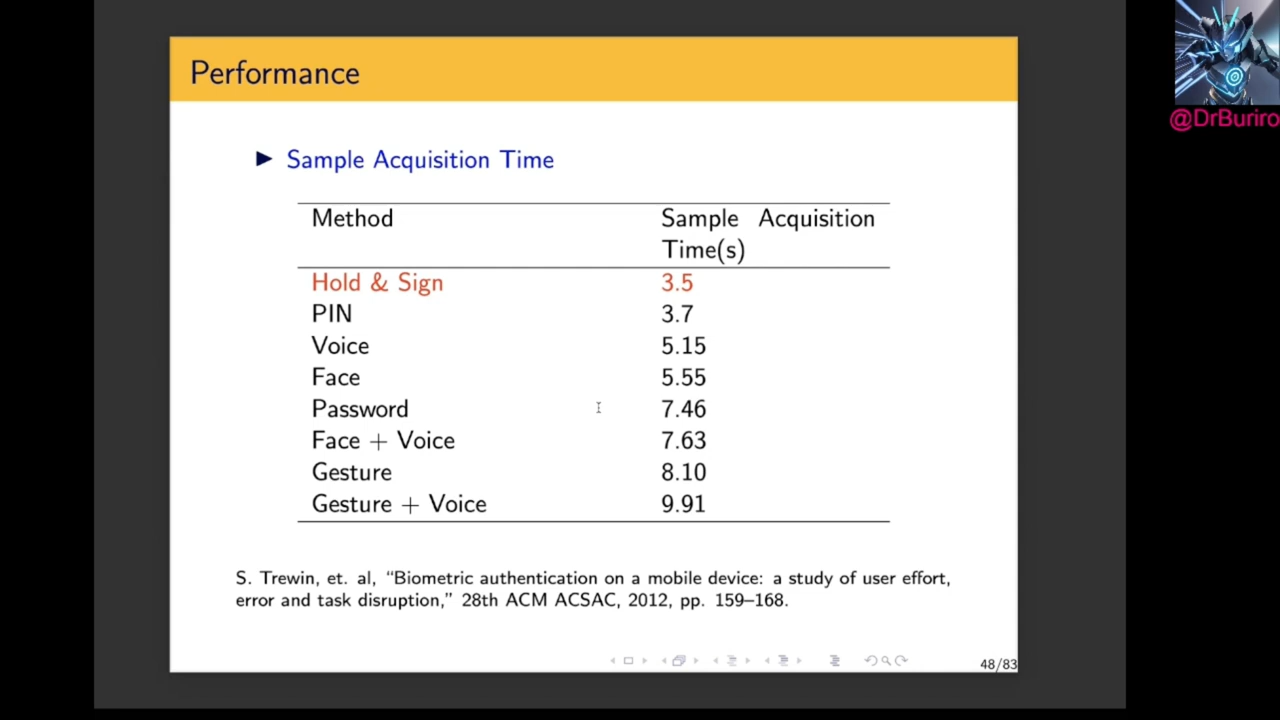 Performance
@DrBuriro
► Sample Acquisition Time
Method Sample Acquisition
Time(s)
Hold & Sign 3.5
PIN 3.7
Voice 5.15
Face 5.55
Password 7.46
Face + Voice 7.63
Gesture 8.10
Gesture + Voice 9.91
S. Trewin, et. al, “Biometric authentication on a mobile device: a study of user effort,
error and task disruption,” 28th ACM ACSAC, 2012, pp. 159–168.
48/83